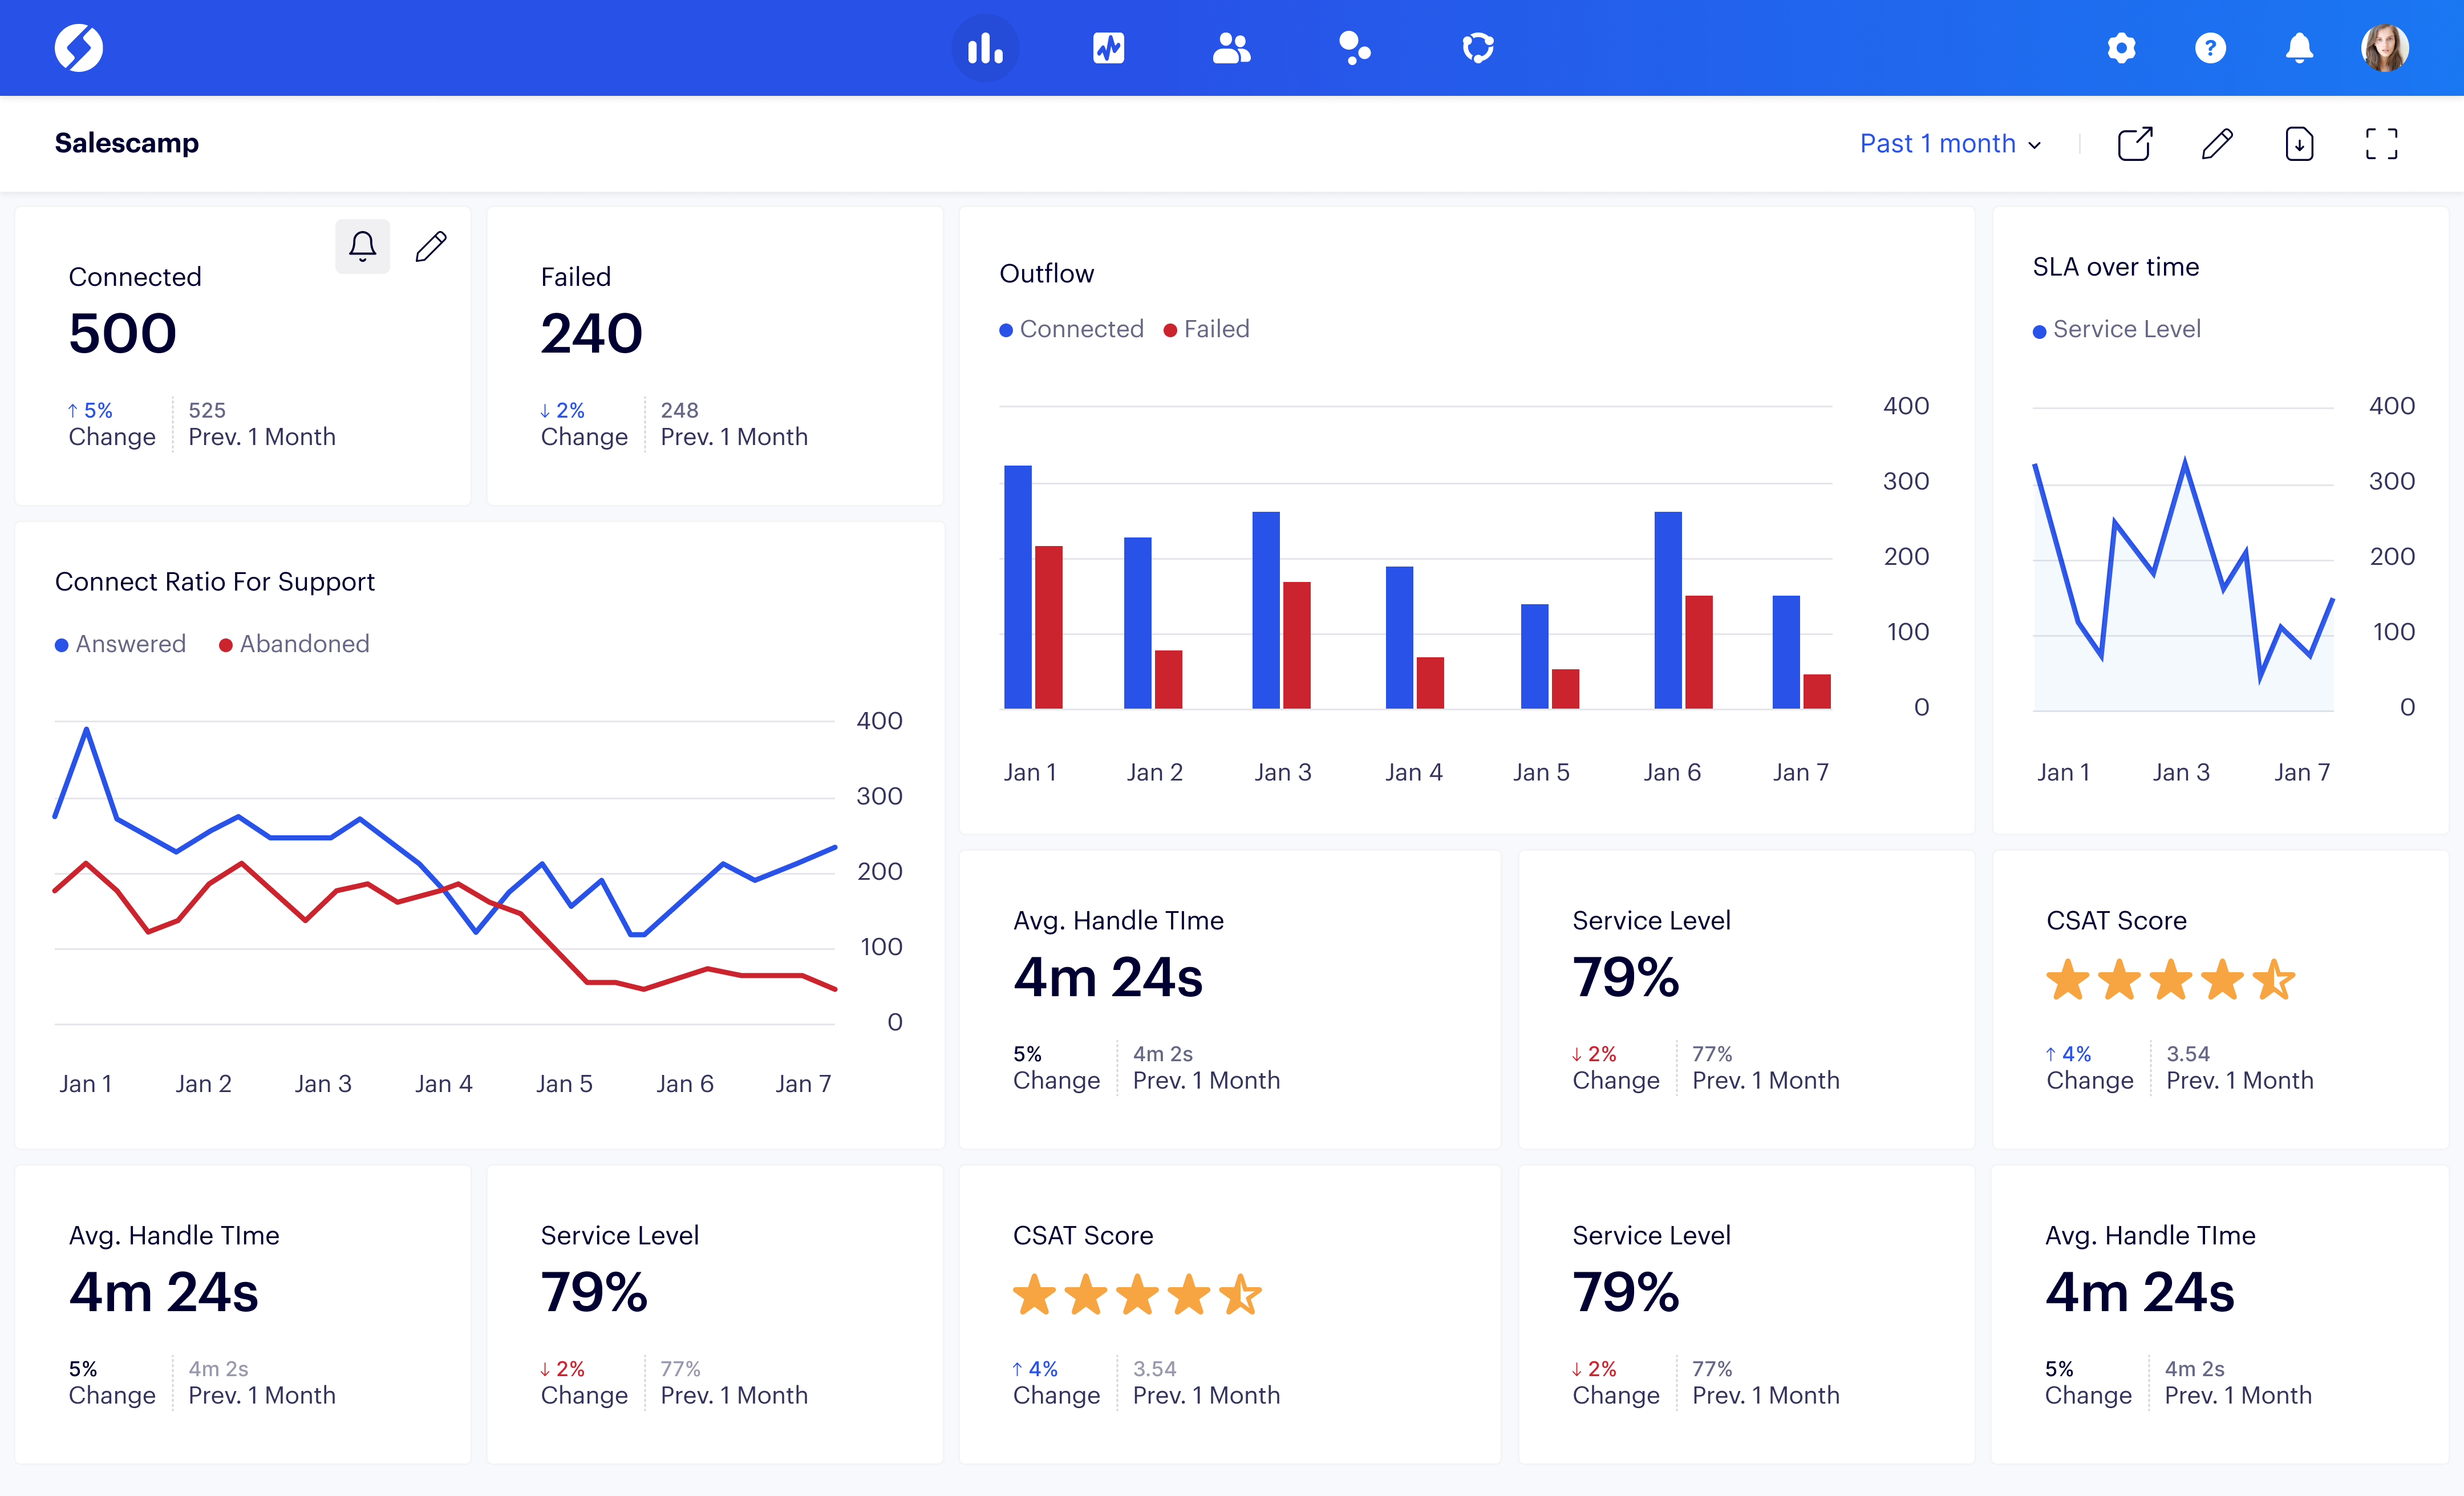 Salescamp
Past 1 month
Connected
500
↑ 5%
525
Change
Prev. 1 Month
Failed
240
↓ 2%
248
Change
Prev. 1 Month
Outflow
Connected
Failed
400
300
200
100
0
Jan 1
Jan 2
Jan 3
Jan 4
Jan 5
Jan 6
Jan 7
SLA over time
Service Level
400
300
200
100
0
Jan 1
Jan 3
Jan 7
Connect Ratio For Support
Answered
Abandoned
400
300
200
100
0
Jan 1
Jan 2
Jan 3
Jan 4
Jan 5
Jan 6
Jan 7
Avg. Handle TIme
4m 24s
5%
4m 2s
Change
Prev. 1 Month
Service Level
79%
↓ 2%
77%
Change
Prev. 1 Month
CSAT Score
↑ 4%
3.54
Change
Prev. 1 Month
Avg. Handle TIme
4m 24s
5%
4m 2s
Change
Prev. 1 Month
Service Level
79%
↓ 2%
77%
Change
Prev. 1 Month
CSAT Score
↑ 4%
3.54
Change
Prev. 1 Month
Service Level
79%
↓ 2%
77%
Change
Prev. 1 Month
Avg. Handle TIme
4m 24s
5%
4m 2s
Change
Prev. 1 Month